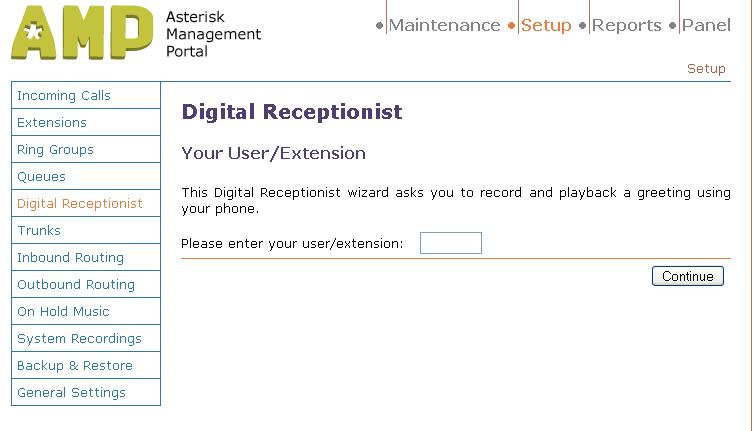 AMP
Asterisk
Management
Portal
Maintenance Setup Reports Panel
Setup
Incoming Calls
Extensions
Ring Groups
Queues
Digital Receptionist
Trunks
Inbound Routing
Outbound Routing
On Hold Music
System Recordings
Backup & Restore
General Settings
Digital Receptionist
Your User/Extension
This Digital Receptionist wizard asks you to record and playback a greeting using
your phone.
Please enter your user/extension:
Continue